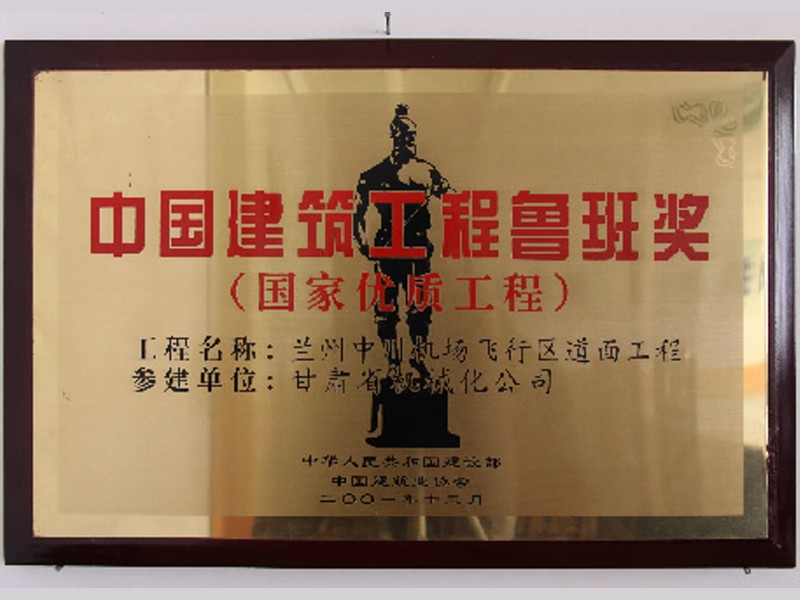 中国建筑工程鲁班奖
（国家优质工程）
工程名称：兰州中川机场飞行区道面工程
参建单位：甘肃省机械化公司
中华人民共和国建设部
中国建筑业协会
二〇〇一年十二月